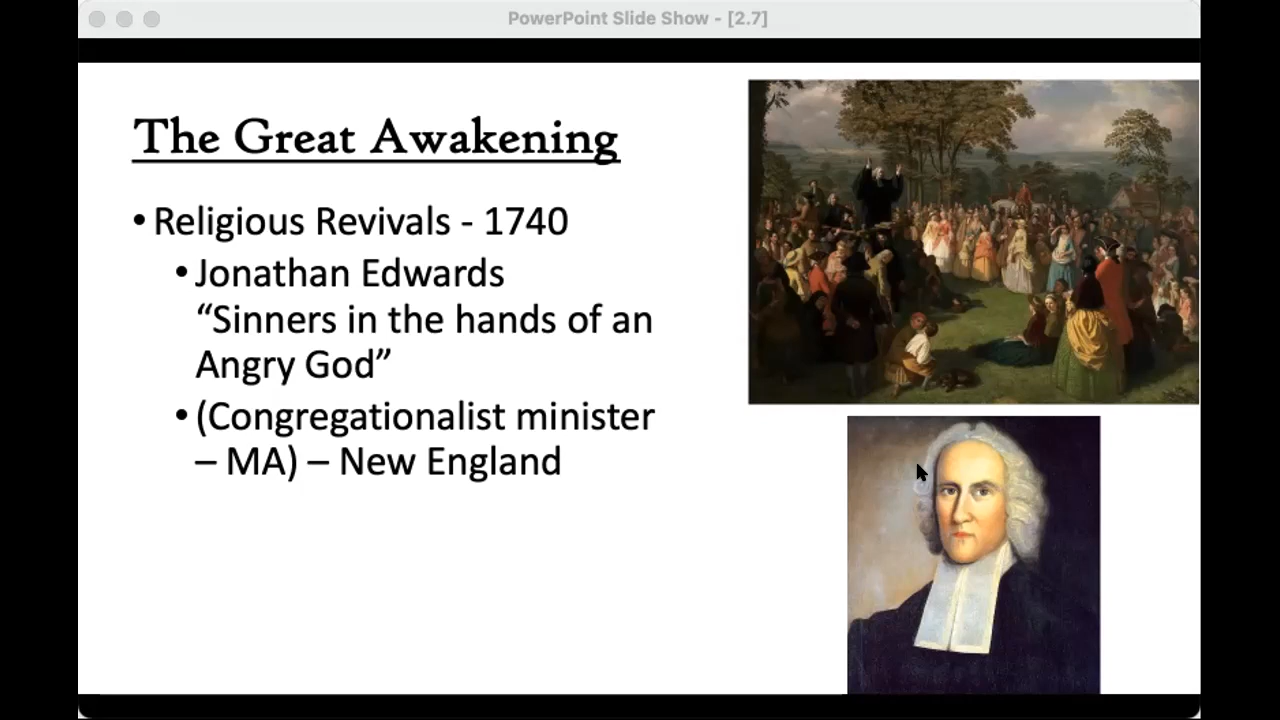 PowerPoint Slide Show - [2.7]
The Great Awakening
• Religious Revivals - 1740
• Jonathan Edwards
“Sinners in the hands of an
Angry God”
• (Congregationalist minister
– MA) – New England